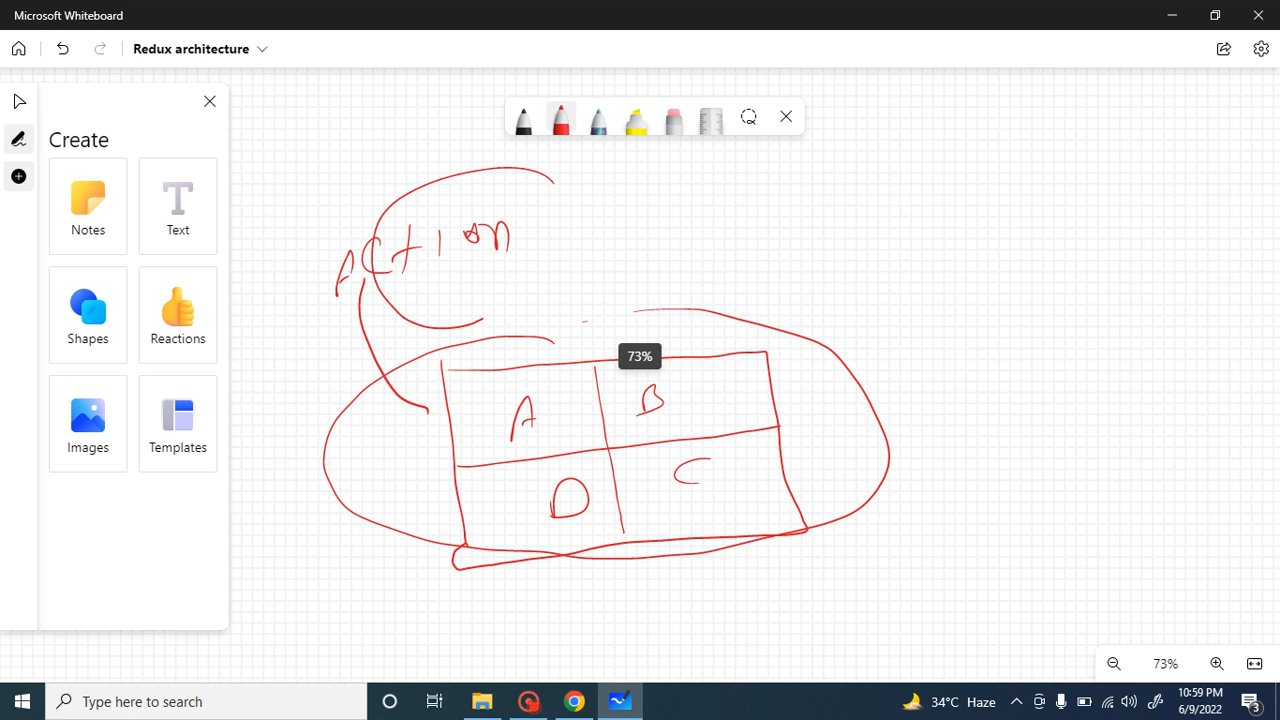 Microsoft Whiteboard
Redux architecture
Create
Notes
Text
Shapes
Reactions
Images
Templates
Action
73%
A
B
D
C
73%
Type here to search
34°C Haze
10:59 PM
6/9/2022
3